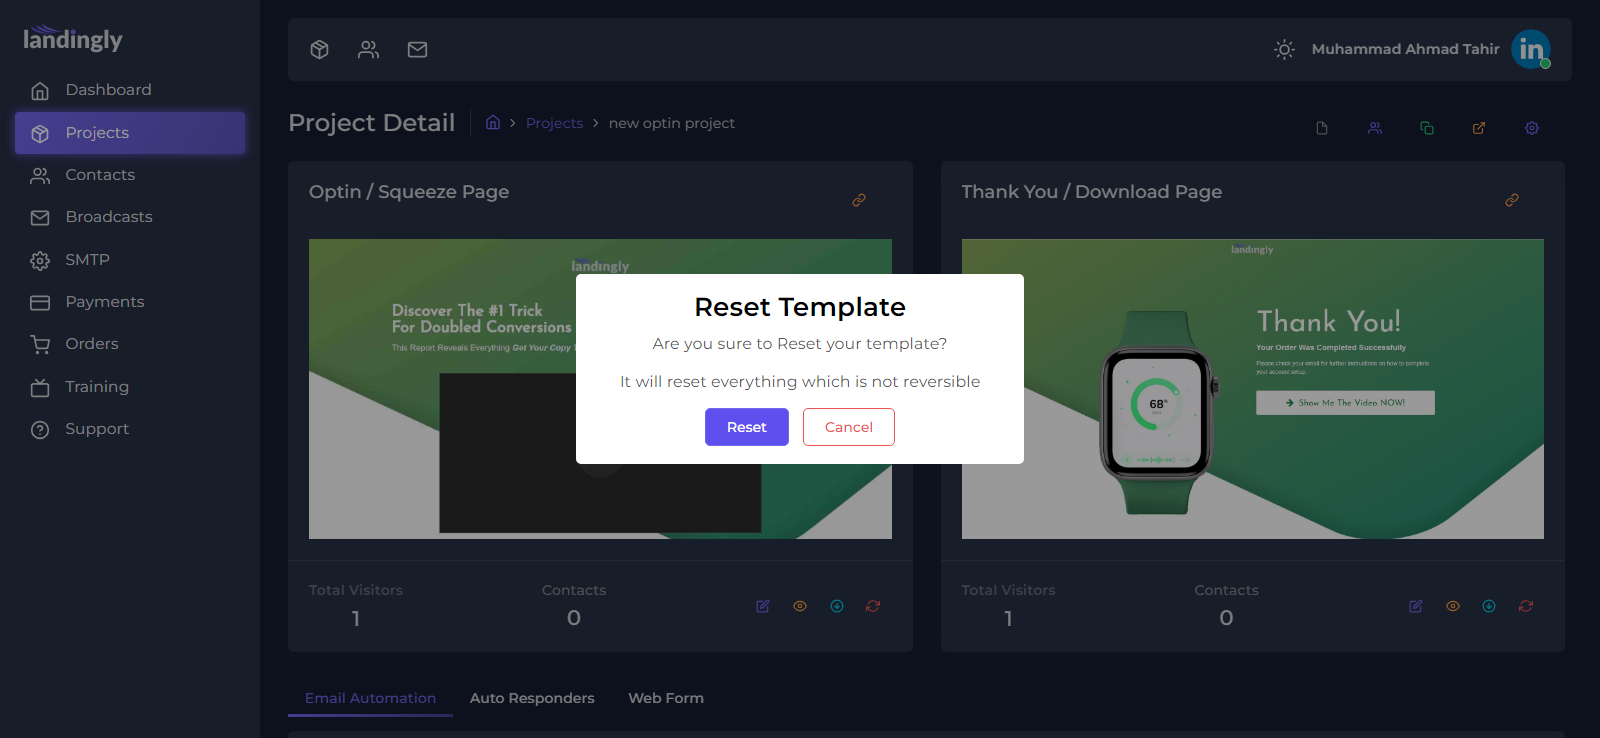 landingly
Muhammad Ahmad Tahir
in
Dashboard
Projects
Contacts
Broadcasts
SMTP
Payments
Orders
Training
Support
Project Detail
Projects
new optin project
Optin / Squeeze Page
landingly
Discover The #1 Trick
For Doubled Conversions
This Report Reveals Everything Get Your Copy
Thank You / Download Page
landingly
Thank You!
Your Order Was Completed Successfully
Please check your email for further instructions on how to complete
your account setup.
Show Me The Video NOW!
68%
Reset Template
Are you sure to Reset your template?
It will reset everything which is not reversible
Reset
Cancel
Total Visitors
1
Contacts
0
Total Visitors
1
Contacts
0
Email Automation
Auto Responders
Web Form